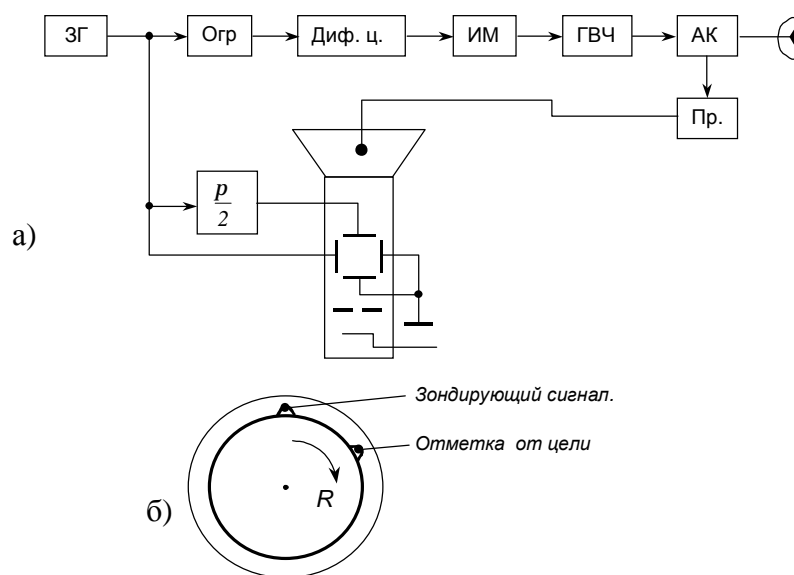 ЗГ Огр Диф. ц. ИМ ГВЧ АК
Пр.
p
2
а)
Зондирующий сигнал.
Отметка от цели
R
б)